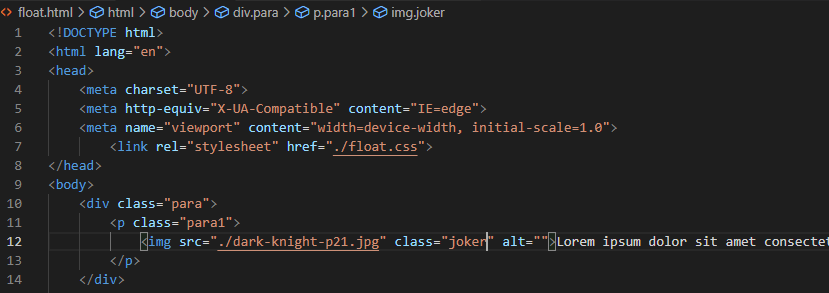 float.html > html > body > div.para > p.para1 > img.joker
1 <!DOCTYPE html>
2 <html lang="en">
3 <head>
4 <meta charset="UTF-8">
5 <meta http-equiv="X-UA-Compatible" content="IE=edge">
6 <meta name="viewport" content="width=device-width, initial-scale=1.0">
7 <link rel="stylesheet" href="./float.css">
8 </head>
9 <body>
10 <div class="para">
11 <p class="para1">
12 <img src="./dark-knight-p21.jpg" class="joker" alt="">Lorem ipsum dolor sit amet consectet
13 </p>
14 </div>